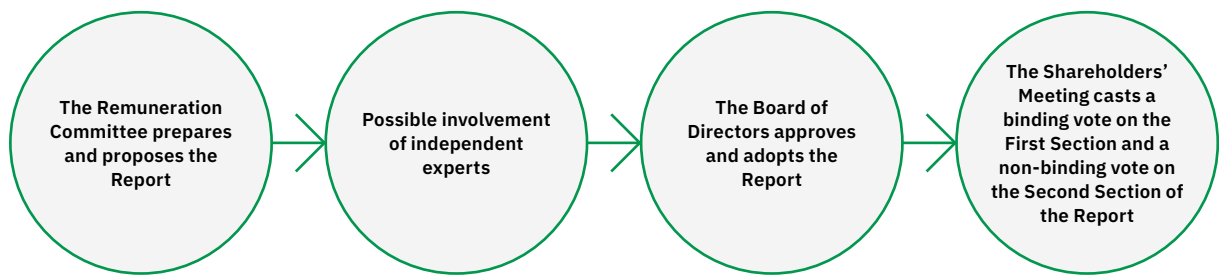 The Remuneration
Committee prepares
and proposes the
Report
Possible involvement
of independent
experts
The Board of
Directors approves
and adopts the
Report
The Shareholders’
Meeting casts a
binding vote on the
First Section and a
non-binding vote on
the Second Section of
the Report